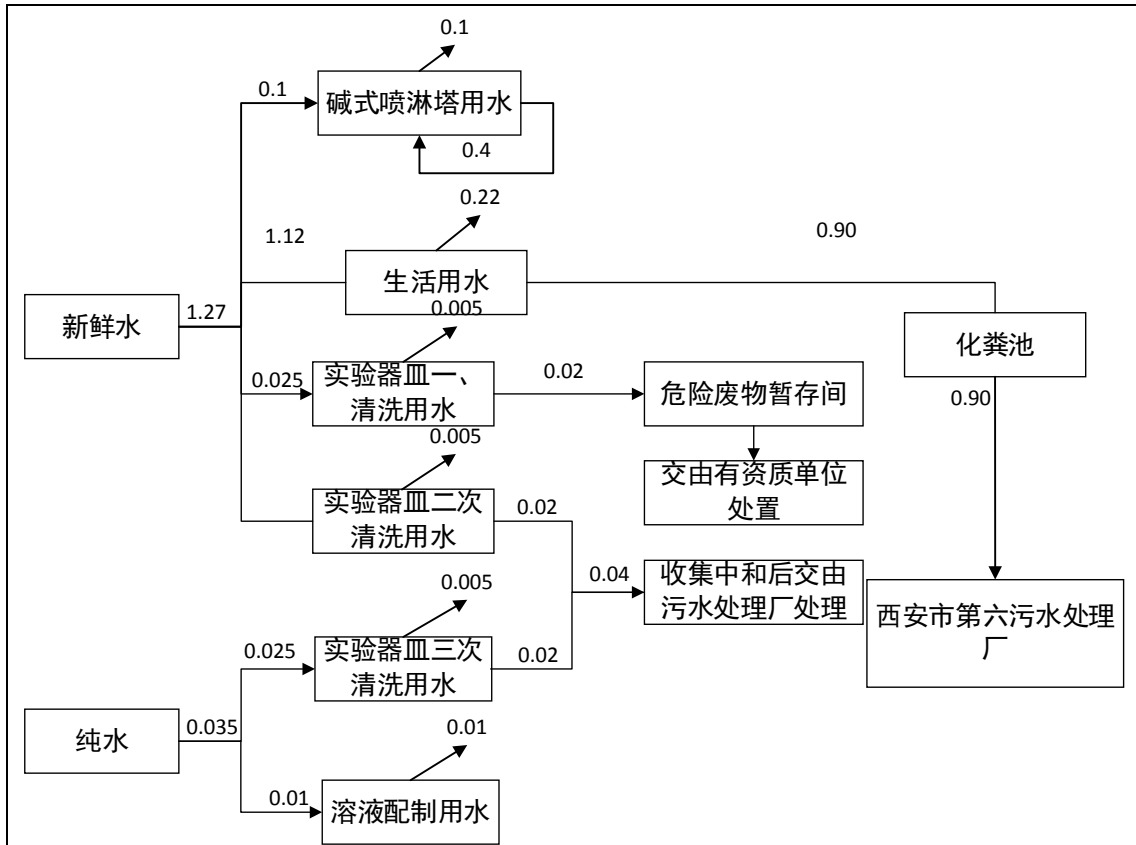 0.1
0.1
碱式喷淋塔用水
0.4
0.22
1.12
0.90
生活用水
新鲜水
1.27
0.005
化粪池
0.025
实验器皿一、
清洗用水
0.02
危险废物暂存间
0.90
0.005
交由有资质单位
处置
实验器皿二次
清洗用水
0.02
0.005
0.04
收集中和后交由
污水处理厂处理
西安市第六污水处理
厂
0.025
实验器皿三次
清洗用水
0.02
纯水
0.035
0.01
0.01
溶液配制用水